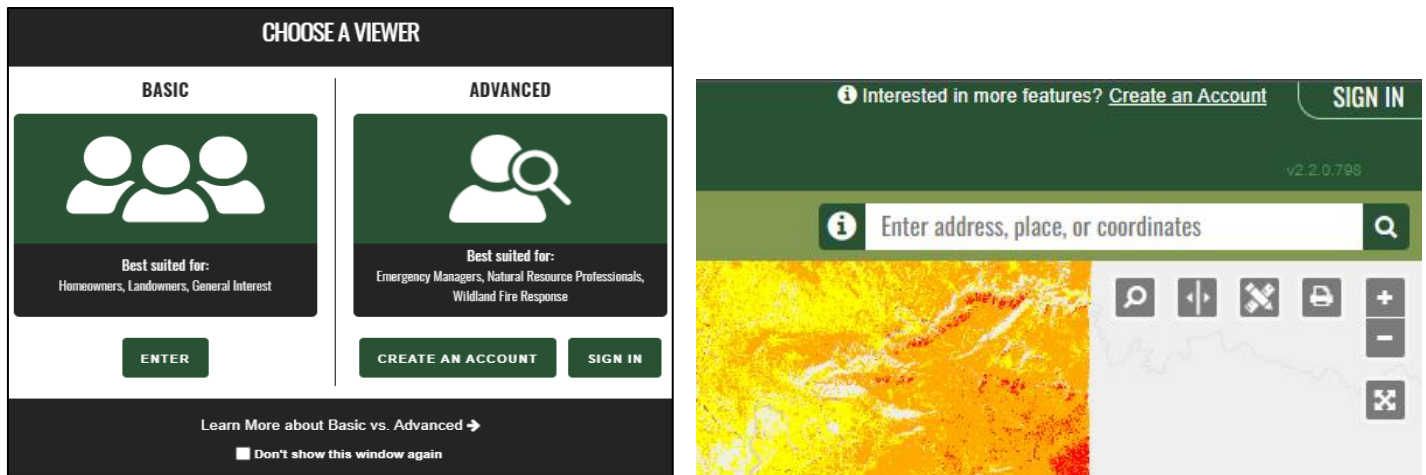 CHOOSE A VIEWER
BASIC
Best suited for:
Homeowners, Landowners, General Interest
ENTER
ADVANCED
Best suited for:
Emergency Managers, Natural Resource Professionals,
Wildland Fire Response
CREATE AN ACCOUNT
SIGN IN
Learn More about Basic vs. Advanced
Don't show this window again
Interested in more features? Create an Account
SIGN IN
v2.2.0.798
Enter address, place, or coordinates